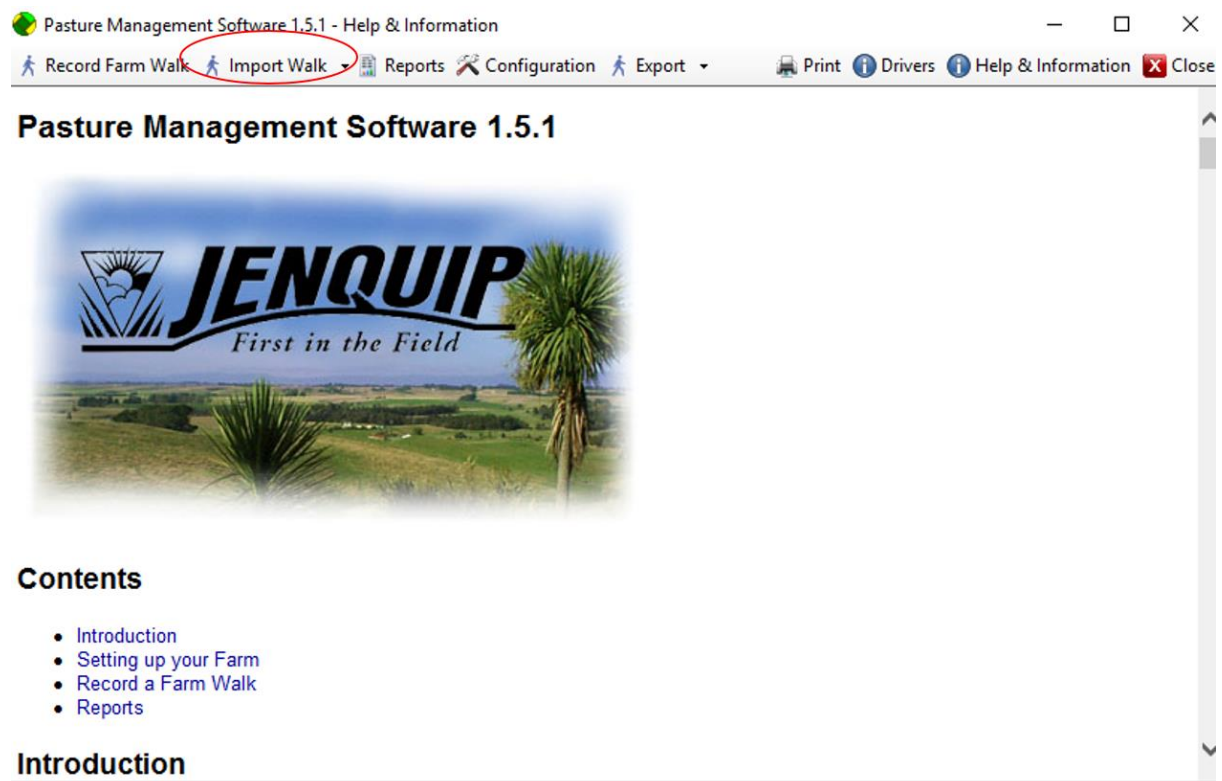 Pasture Management Software 1.5.1 - Help & Information
Record Farm Walk Import Walk Reports Configuration Export Print Drivers Help & Information Close
Pasture Management Software 1.5.1
JENQUIP
First in the Field
Contents
Introduction
Setting up your Farm
Record a Farm Walk
Reports
Introduction